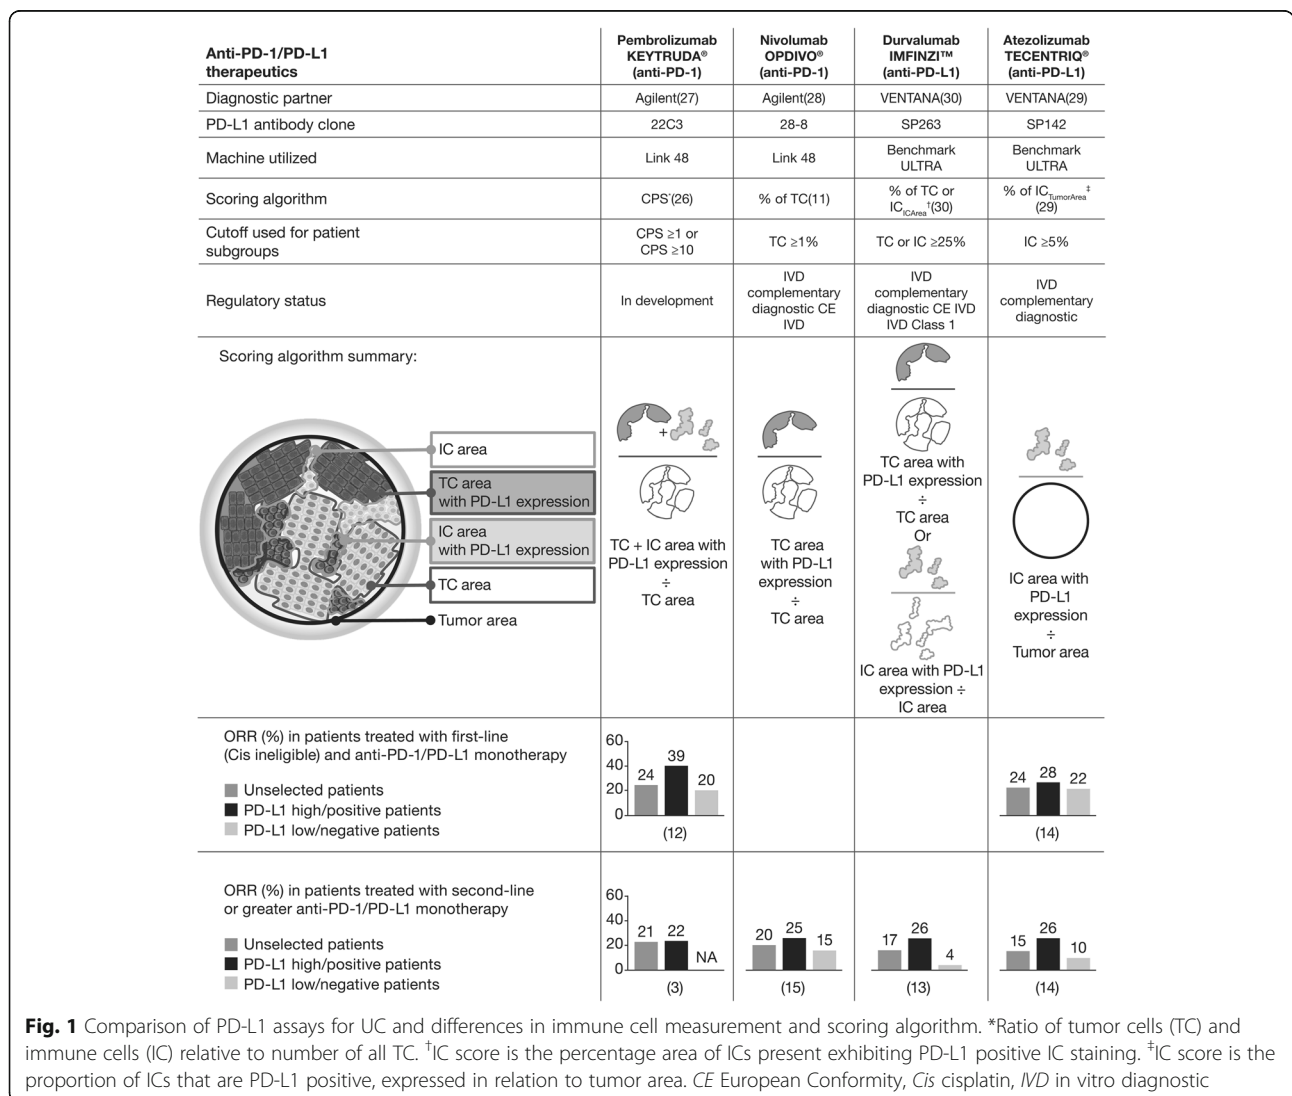 Anti-PD-1/PD-L1
therapeutics
Pembrolizumab
KEYTRUDA®
(anti-PD-1)
Nivolumab
OPDIVO®
(anti-PD-1)
Durvalumab
IMFINZI™
(anti-PD-L1)
Atezolizumab
TECENTRIQ®
(anti-PD-L1)
Diagnostic partner
Agilent(27)
Agilent(28)
VENTANA(30)
VENTANA(29)
PD-L1 antibody clone
22C3
28-8
SP263
SP142
Machine utilized
Link 48
Link 48
Benchmark
ULTRA
Benchmark
ULTRA
Scoring algorithm
CPS*(26)
% of TC(11)
% of TC or
IC_ICArea†(30)
% of IC_TumorArea‡
(29)
Cutoff used for patient
subgroups
CPS ≥1 or
CPS ≥10
TC ≥1%
TC or IC ≥25%
IC ≥5%
Regulatory status
In development
IVD
complementary
diagnostic CE
IVD
IVD
complementary
diagnostic CE IVD
IVD Class 1
IVD
complementary
diagnostic
Scoring algorithm summary:
IC area
TC area
with PD-L1 expression
IC area
with PD-L1 expression
TC area
Tumor area
+
TC + IC area with
PD-L1 expression
÷
TC area
TC area
with PD-L1
expression
÷
TC area
TC area with
PD-L1 expression
÷
TC area
Or
IC area with PD-L1
expression ÷
IC area
IC area with
PD-L1
expression
÷
Tumor area
ORR (%) in patients treated with first-line
(Cis ineligible) and anti-PD-1/PD-L1 monotherapy
Unselected patients
PD-L1 high/positive patients
PD-L1 low/negative patients
60
40
20
0
24
39
20
(12)
24
28
22
(14)
ORR (%) in patients treated with second-line
or greater anti-PD-1/PD-L1 monotherapy
Unselected patients
PD-L1 high/positive patients
PD-L1 low/negative patients
60
40
20
0
21
22
NA
(3)
20
25
15
(15)
17
26
4
(13)
15
26
10
(14)
Fig. 1 Comparison of PD-L1 assays for UC and differences in immune cell measurement and scoring algorithm. *Ratio of tumor cells (TC) and
immune cells (IC) relative to number of all TC. †IC score is the percentage area of ICs present exhibiting PD-L1 positive IC staining. ‡IC score is the
proportion of ICs that are PD-L1 positive, expressed in relation to tumor area. CE European Conformity, Cis cisplatin, IVD in vitro diagnostic